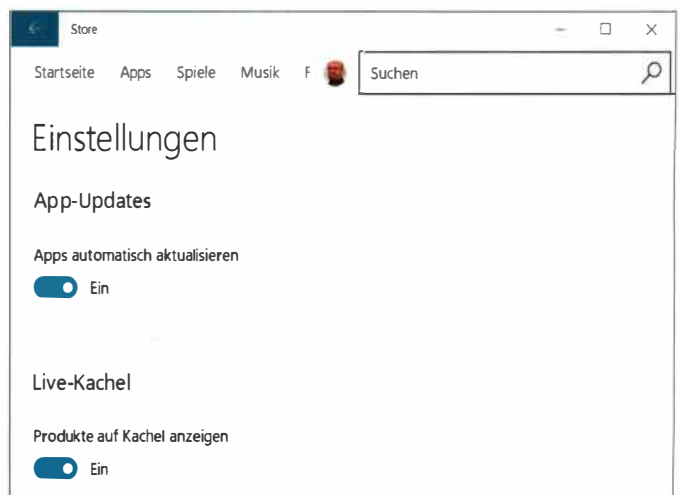 Store
Startseite Apps Spiele Musik F Suchen
Einstellungen
App-Updates
Apps automatisch aktualisieren
Ein
Live-Kachel
Produkte auf Kachel anzeigen
Ein